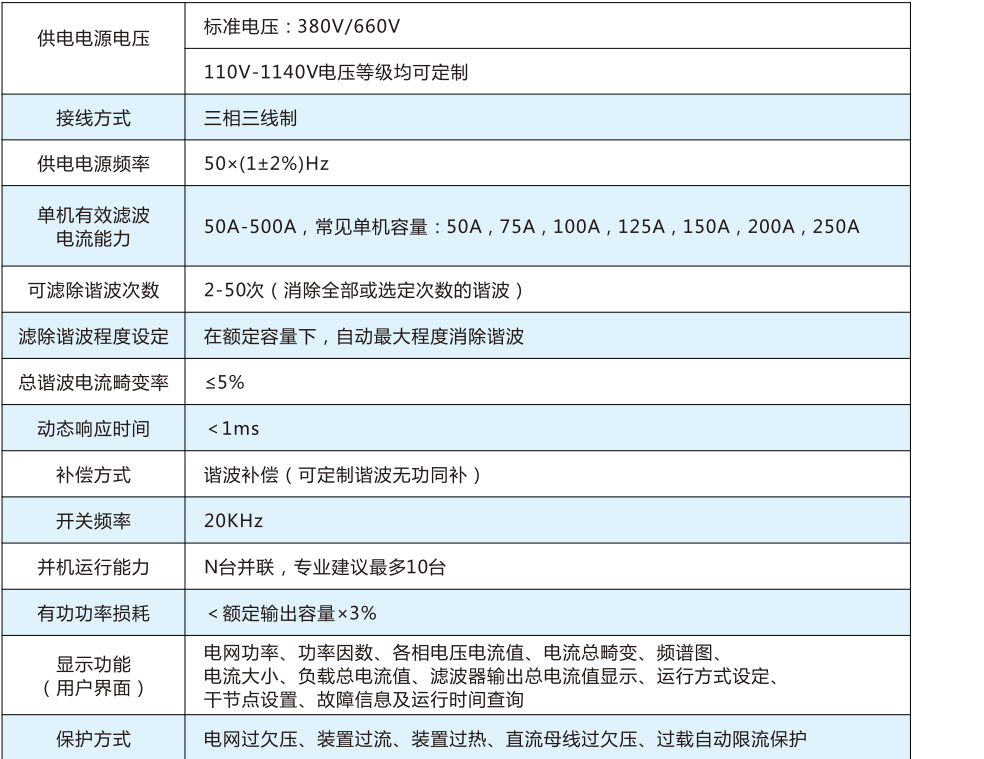 供电电源电压
标准电压：380V/660V
110V-1140V电压等级均可定制
接线方式
三相三线制
供电电源频率
50×(1±2%)Hz
单机有效滤波
电流能力
50A-500A，常见单机容量：50A，75A，100A，125A，150A，200A，250A
可滤除谐波次数
2-50次（消除全部或选定次数的谐波）
滤除谐波程度设定
在额定容量下，自动最大程度消除谐波
总谐波电流畸变率
≤5%
动态响应时间
＜1ms
补偿方式
谐波补偿（可定制谐波无功同补）
开关频率
20KHz
并机运行能力
N台并联，专业建议最多10台
有功功率损耗
＜额定输出容量×3%
显示功能
（用户界面）
电网功率、功率因数、各相电压电流值、电流总畸变、频谱图、
电流大小、负载总电流值、滤波器输出总电流值显示、运行方式设定、
干节点设置、故障信息及运行时间查询
保护方式
电网过欠压、装置过流、装置过热、直流母线过欠压、过载自动限流保护